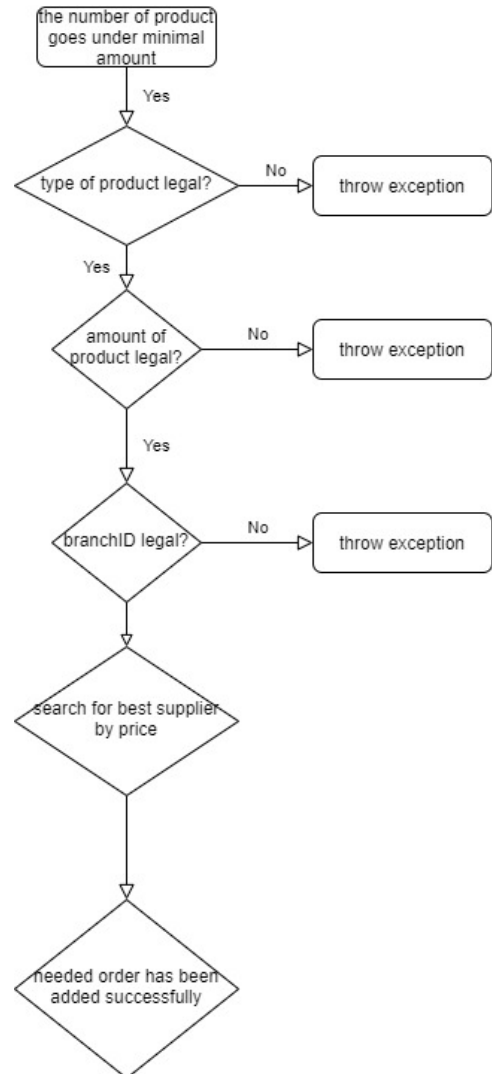 the number of product
goes under minimal
amount
Yes
type of product legal?
No
throw exception
Yes
amount of
product legal?
No
throw exception
Yes
branchID legal?
No
throw exception
search for best supplier
by price
needed order has been
added successfully